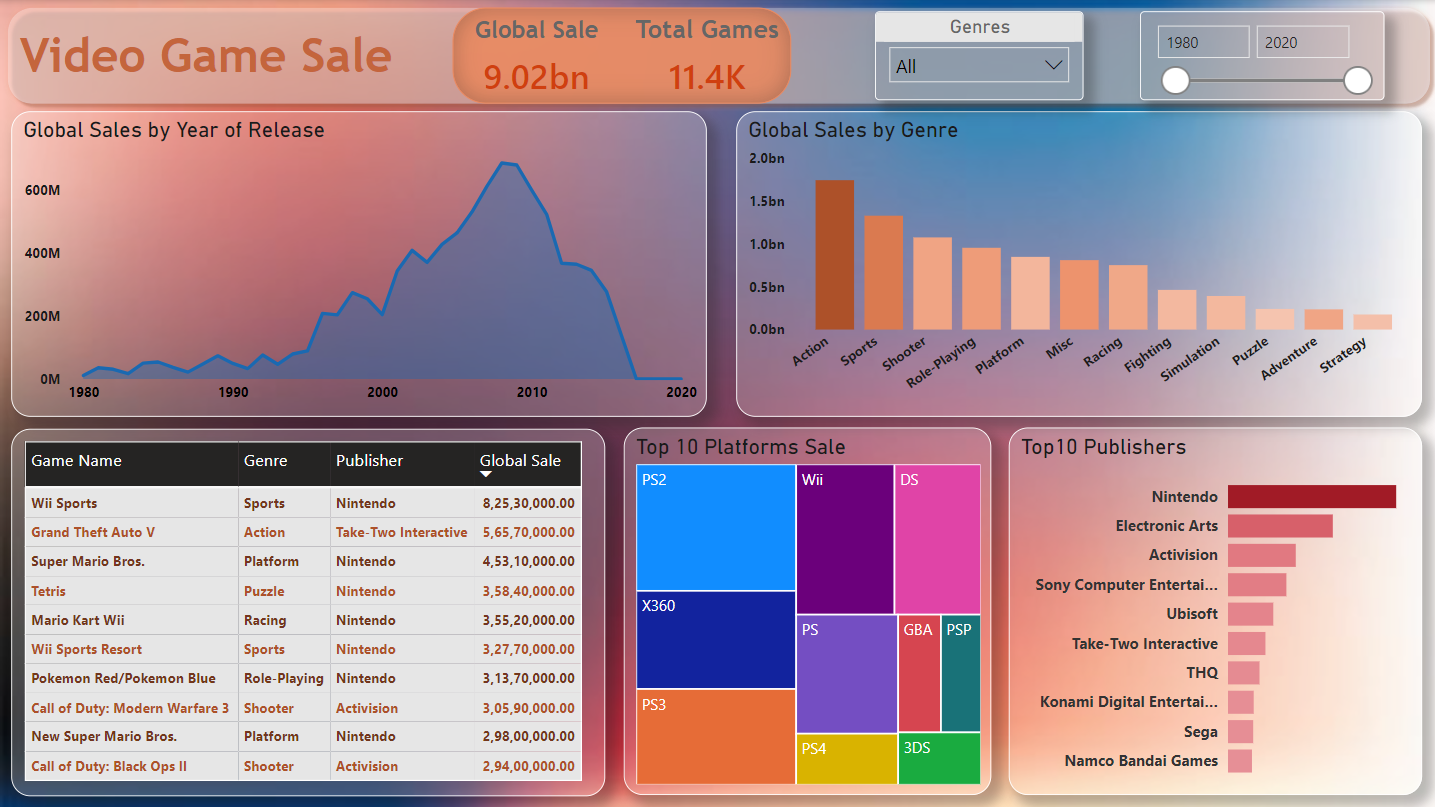 Video Game Sale
Global Sale Total Games
9.02bn 11.4K
Genres
All
1980 2020
Global Sales by Year of Release
600M
400M
200M
0M
1980 1990 2000 2010 2020
Global Sales by Genre
2.0bn
1.5bn
1.0bn
0.5bn
0.0bn
Action Sports Shooter Role-Playing Platform Misc Racing Fighting Simulation Puzzle Adventure Strategy
Game Name Genre Publisher Global Sale
Wii Sports Sports Nintendo 8,25,30,000.00
Grand Theft Auto V Action Take-Two Interactive 5,65,70,000.00
Super Mario Bros. Platform Nintendo 4,53,10,000.00
Tetris Puzzle Nintendo 3,58,40,000.00
Mario Kart Wii Racing Nintendo 3,55,20,000.00
Wii Sports Resort Sports Nintendo 3,27,70,000.00
Pokemon Red/Pokemon Blue Role-Playing Nintendo 3,13,70,000.00
Call of Duty: Modern Warfare 3 Shooter Activision 3,05,90,000.00
New Super Mario Bros. Platform Nintendo 2,98,00,000.00
Call of Duty: Black Ops II Shooter Activision 2,94,00,000.00
Top 10 Platforms Sale
PS2 Wii DS
X360 PS GBA PSP
PS3
PS4 3DS
Top10 Publishers
Nintendo
Electronic Arts
Activision
Sony Computer Entertai...
Ubisoft
Take-Two Interactive
THQ
Konami Digital Entertai...
Sega
Namco Bandai Games